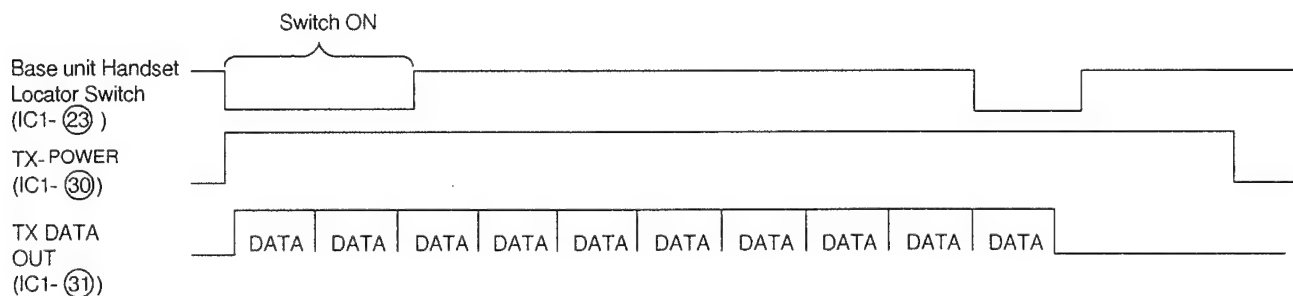 Switch ON
Base unit Handset
Locator Switch
(IC1- 23 )
TX-POWER
(IC1- 30)
TX DATA
OUT
(IC1- 31)
DATA DATA DATA DATA DATA DATA DATA DATA DATA DATA